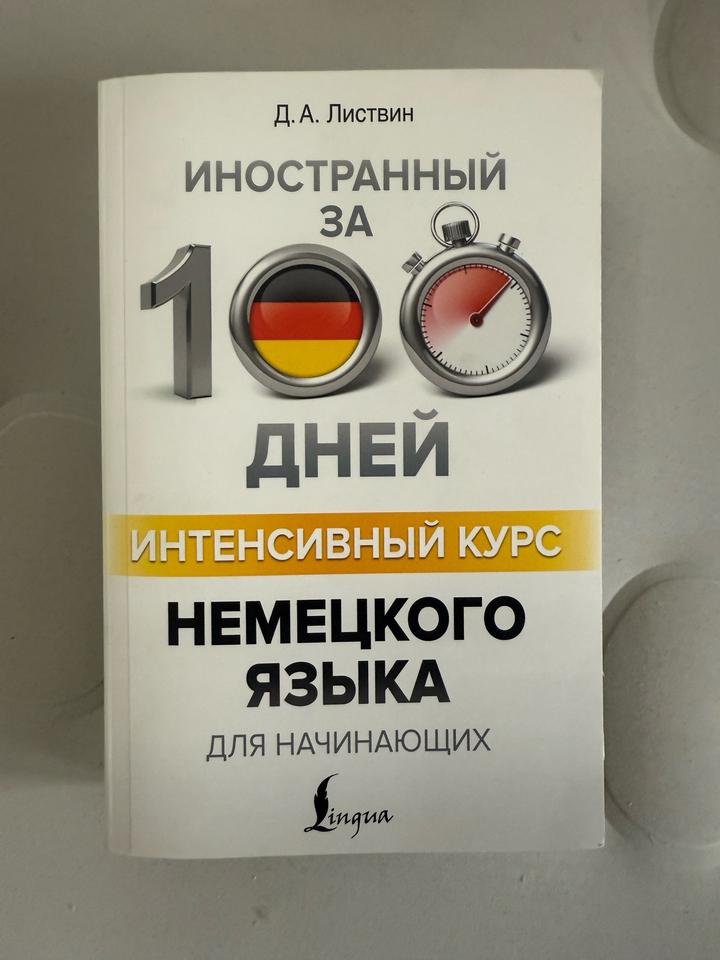 Д. А. Листвин
ИНОСТРАННЫЙ
ЗА
100
ДНЕЙ
ИНТЕНСИВНЫЙ КУРС
НЕМЕЦКОГО
ЯЗЫКА
ДЛЯ НАЧИНАЮЩИХ
Lingua